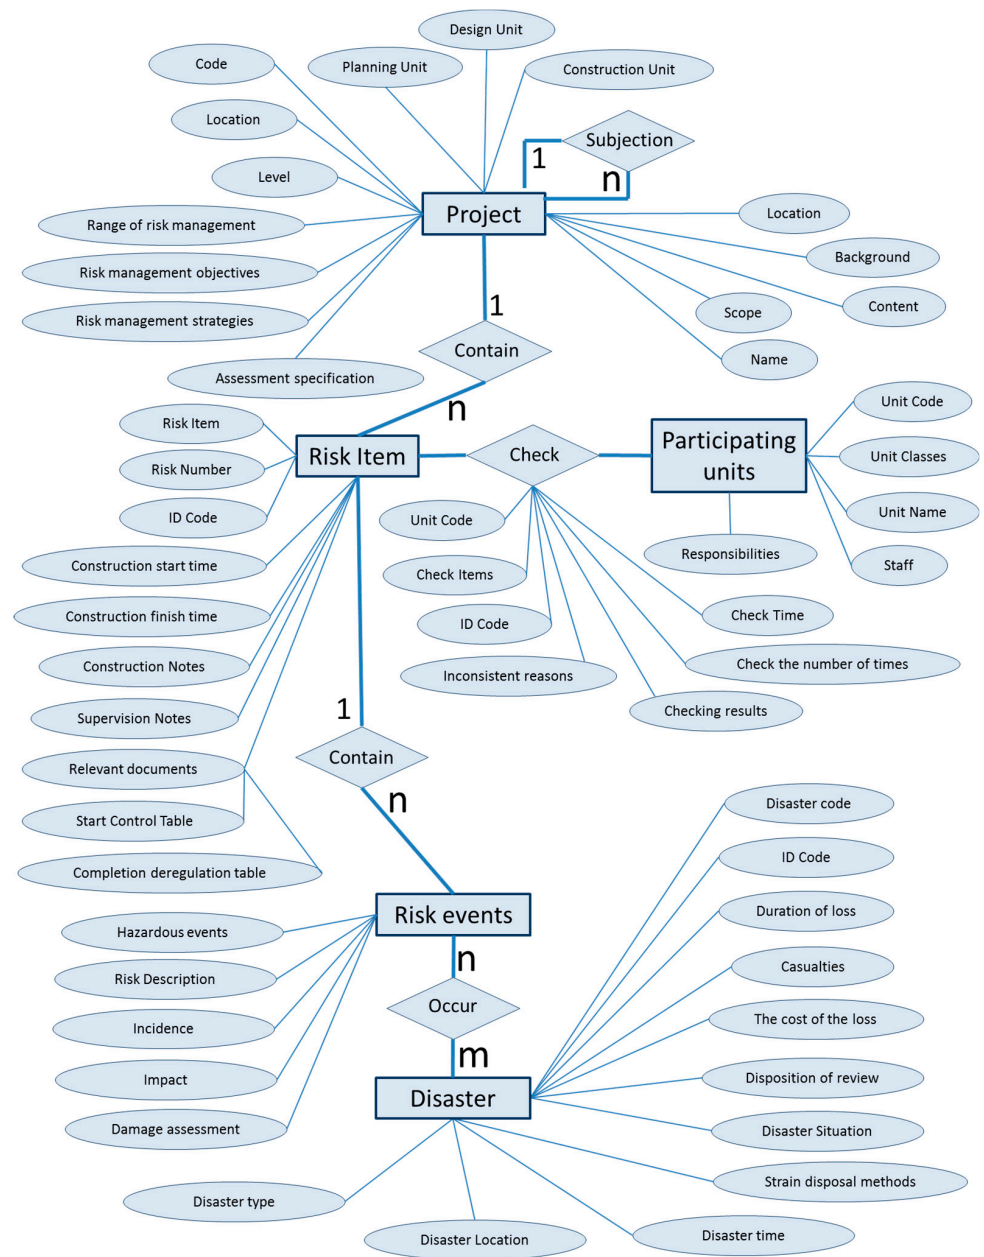 Design Unit
Planning Unit
Construction Unit
Code
Location
Level
Range of risk management
Risk management objectives
Risk management strategies
Assessment specification
Subjection
1
n
Project
Location
Background
Content
Scope
Name
1
Contain
n
Risk Item
Risk Number
ID Code
Risk Item
Check
Participating
units
Unit Code
Unit Classes
Unit Name
Staff
Responsibilities
Unit Code
Check Items
ID Code
Inconsistent reasons
Check Time
Check the number of times
Checking results
Construction start time
Construction finish time
Construction Notes
Supervision Notes
Relevant documents
Start Control Table
Completion deregulation table
1
Contain
n
Risk events
Hazardous events
Risk Description
Incidence
Impact
Damage assessment
n
Occur
m
Disaster
Disaster code
ID Code
Duration of loss
Casualties
The cost of the loss
Disposition of review
Disaster Situation
Strain disposal methods
Disaster time
Disaster Location
Disaster type